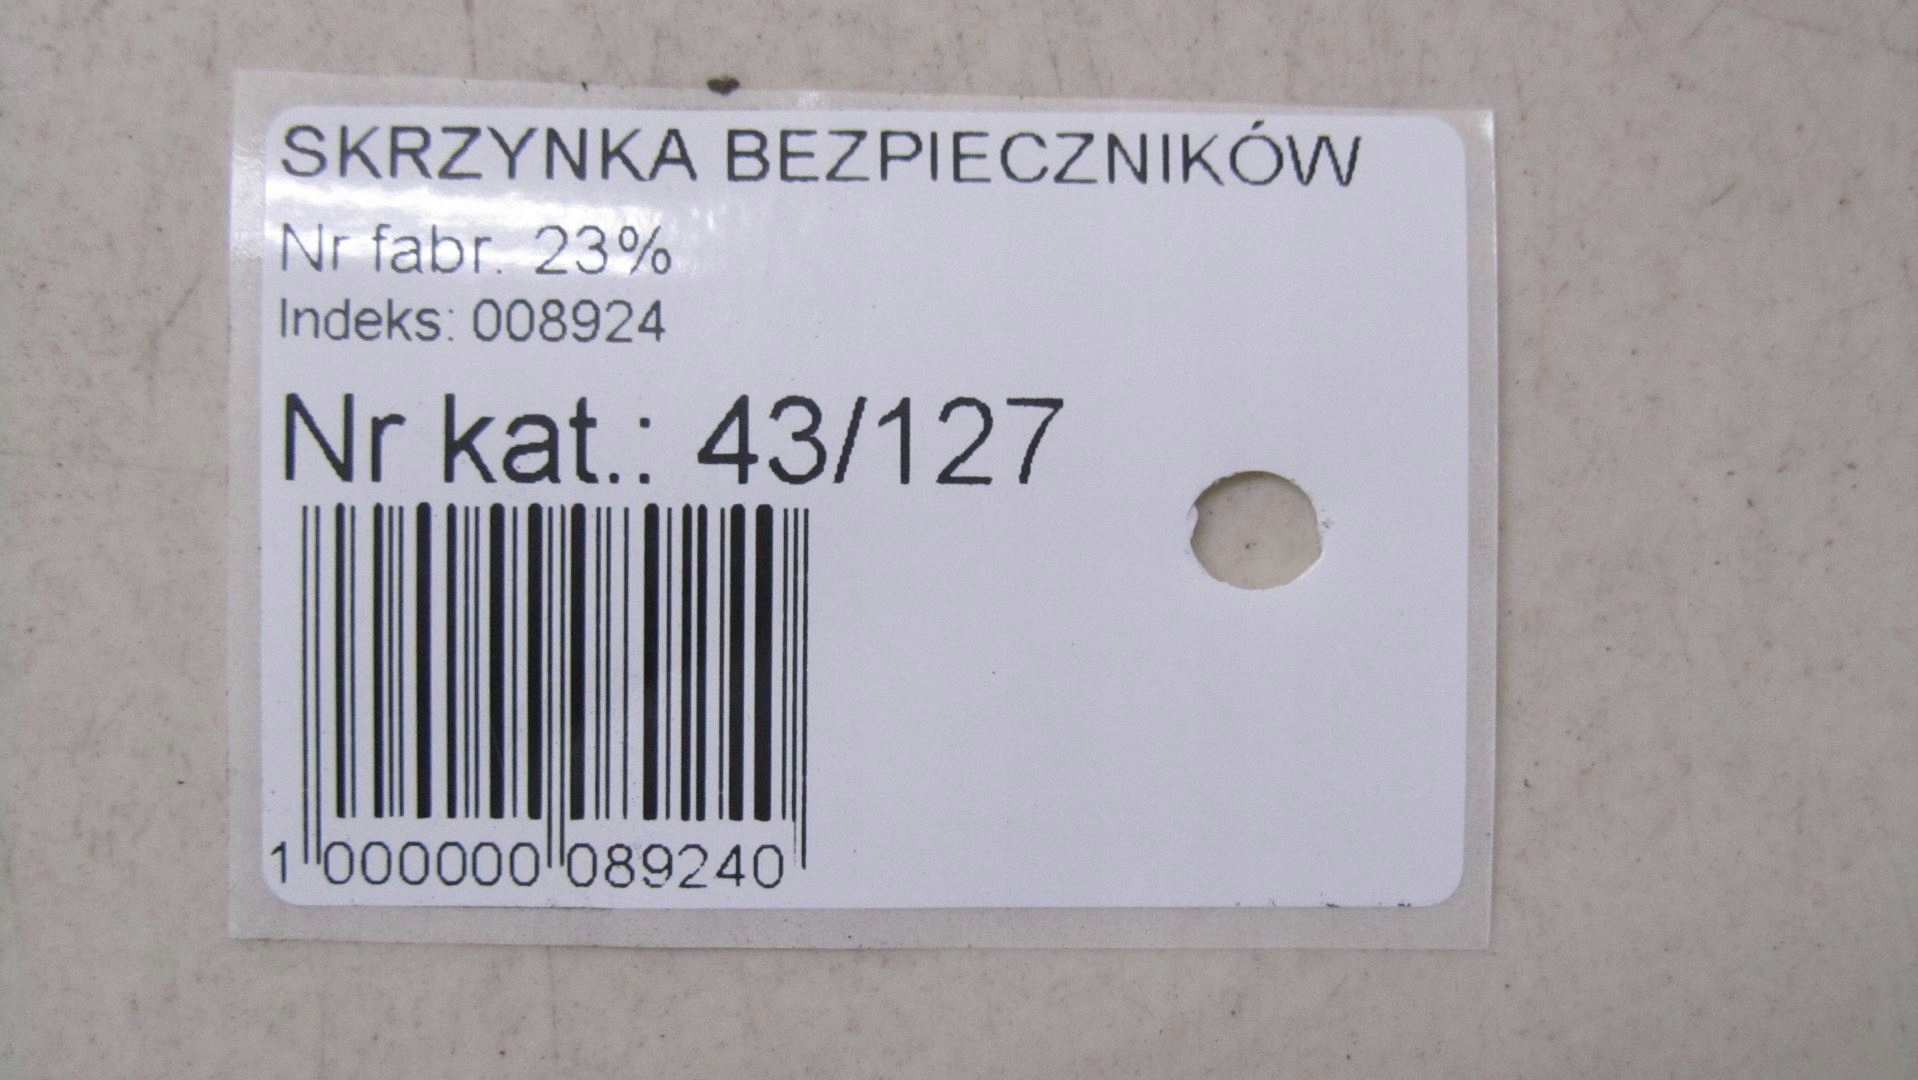 SKRZYNKA BEZPIECZNIKÓW
Nr fabr. 23%
Indeks: 008924
Nr kat.: 43/127
1 000000 089240